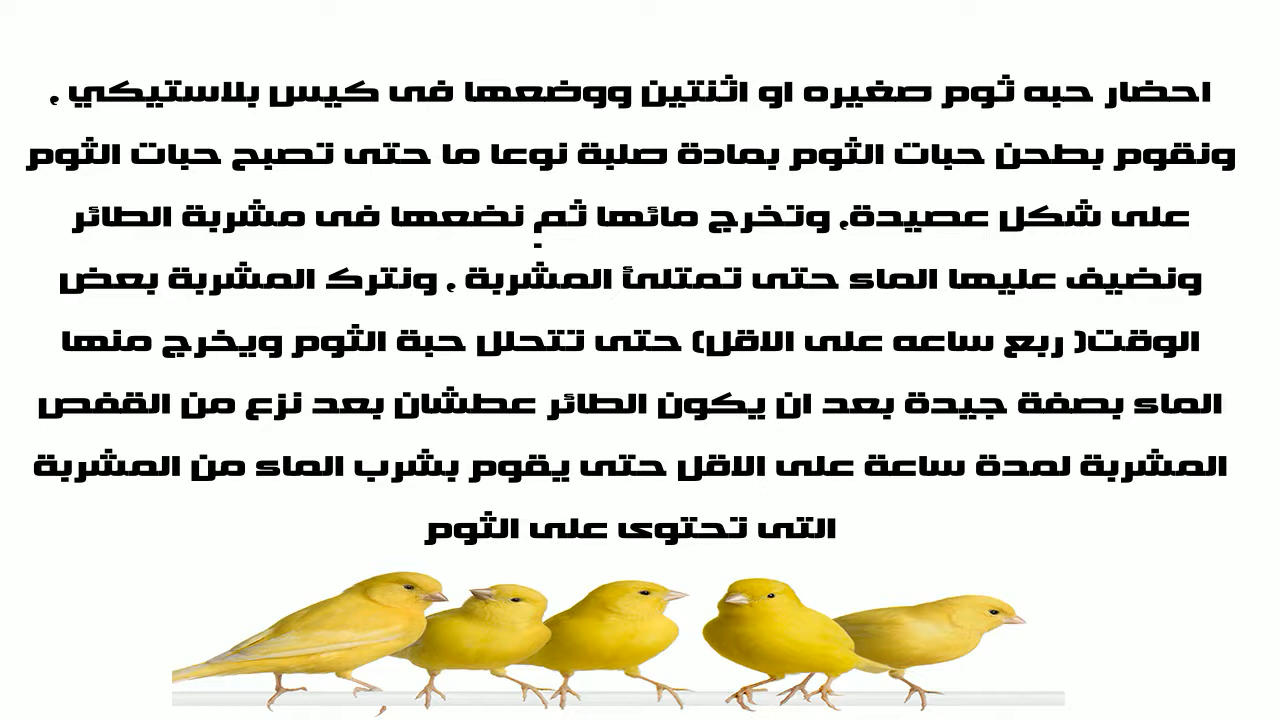 احضار حبه ثوم صغيره او اثنتين ووضعها فى كيس بلاستيكي ,
ونقوم بطحن حبات الثوم بمادة صلبة نوعا ما حتى تصبح حبات الثوم
على شكل عصيدة, وتخرج مائها ثم نضعها فى مشربة الطائر
ونضيف عليها الماء حتى تمتلئ المشربة , ونترك المشربة بعض
الوقت( ربع ساعه على الاقل) حتى تتحلل حبة الثوم ويخرج منها
الماء بصفة جيدة بعد ان يكون الطائر عطشان بعد نزع من القفص
المشربة لمدة ساعة على الاقل حتى يقوم بشرب الماء من المشربة
التى تحتوى على الثوم